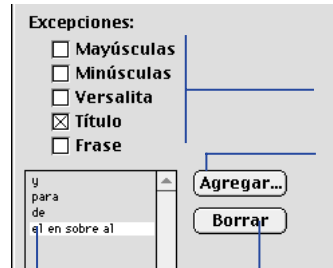 Excepciones:
Mayúsculas
Minúsculas
Versalita
Título
Frase
y
para
de
el en sobre al
Agregar...
Borrar